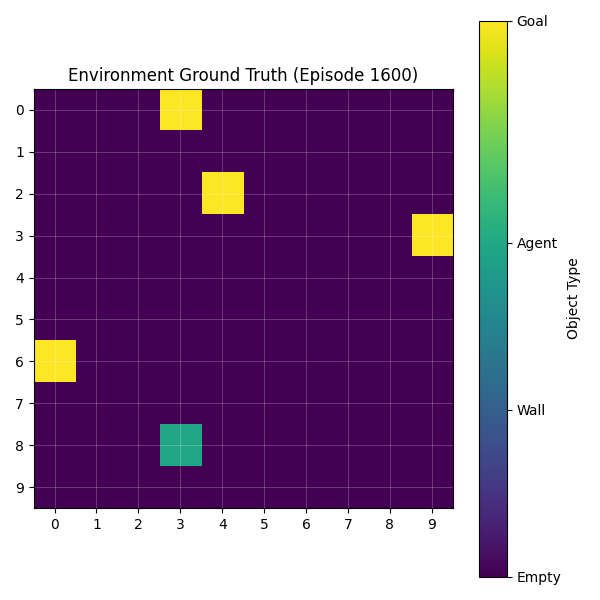 Environment Ground Truth (Episode 1600)
0
1
2
3
4
5
6
7
8
9
0 1 2 3 4 5 6 7 8 9
Goal
Agent
Wall
Empty
Object Type